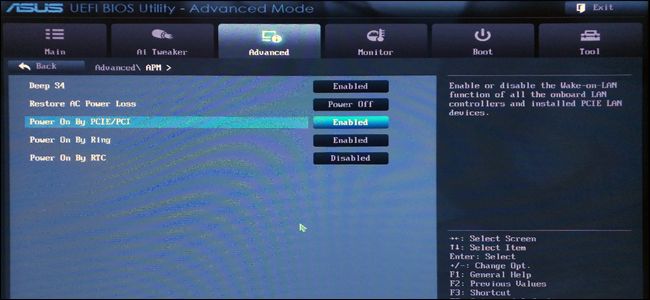 ASUS UEFI BIOS Utility - Advanced Mode Exit
Main Ai Tweaker Advanced Monitor Boot Tool
Back Advanced\ APM >
Deep S4 Enabled
Restore AC Power Loss Power Off
Power On By PCIE/PCI Enabled
Power On By Ring Enabled
Power On By RTC Disabled
Enable or disable the Wake-on-LAN
function of all the onboard LAN
controllers and installed PCIE LAN
devices.
→←: Select Screen
↑↓: Select Item
Enter: Select
+/-: Change Opt.
F1: General Help
F2: Previous Values
F3: Shortcut